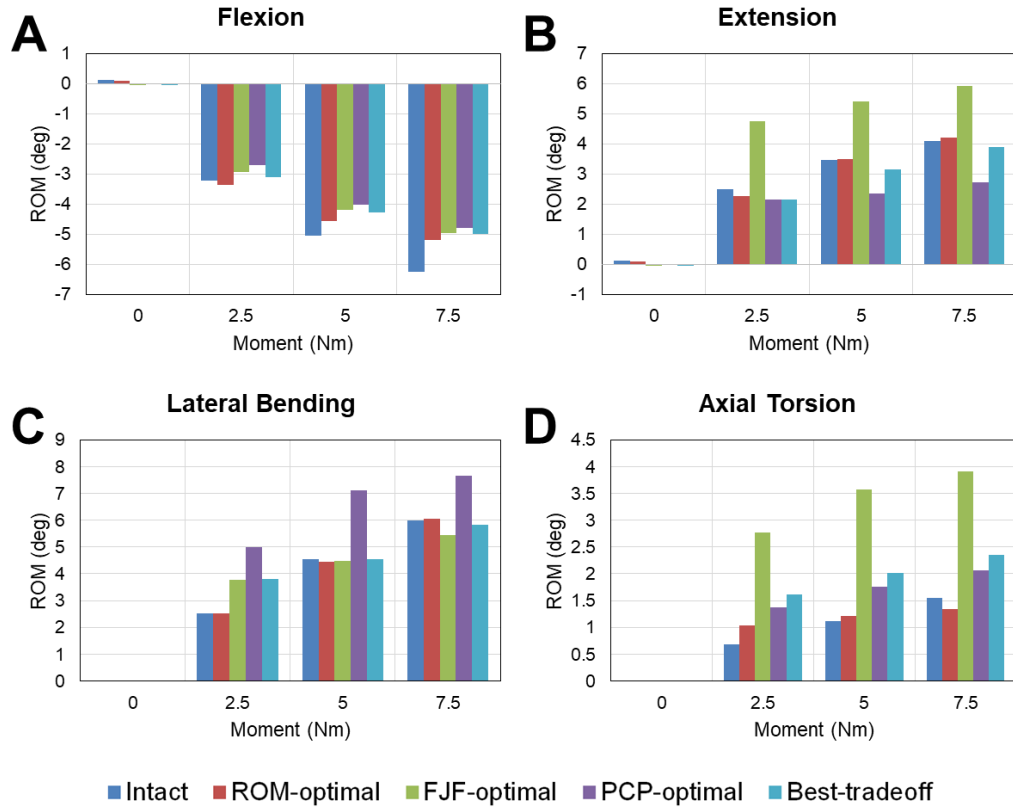 A
Flexion
ROM (deg)
1
0
-1
-2
-3
-4
-5
-6
-7
0 2.5 5 7.5
Moment (Nm)
B
Extension
ROM (deg)
7
6
5
4
3
2
1
0
-1
0 2.5 5 7.5
Moment (Nm)
C
Lateral Bending
ROM (deg)
9
8
7
6
5
4
3
2
1
0
0 2.5 5 7.5
Moment (Nm)
D
Axial Torsion
ROM (deg)
4.5
4
3.5
3
2.5
2
1.5
1
0.5
0
0 2.5 5 7.5
Moment (Nm)
Intact ROM-optimal FJF-optimal PCP-optimal Best-tradeoff